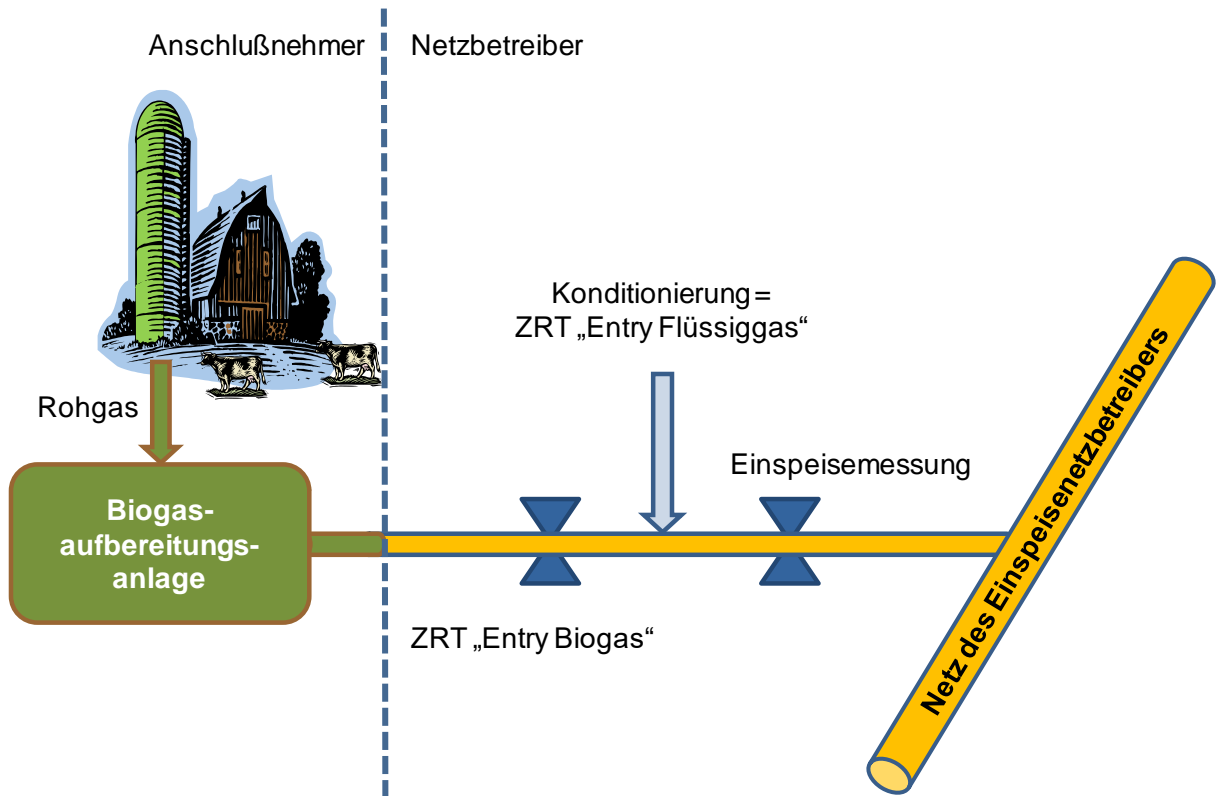 Anschlußnehmer
Netzbetreiber
Konditionierung =
ZRT „Entry Flüssiggas“
Rohgas
Einspeisemessung
Biogas-
aufbereitungs-
anlage
ZRT „Entry Biogas“
Netz des Einspeisenetzbetreibers